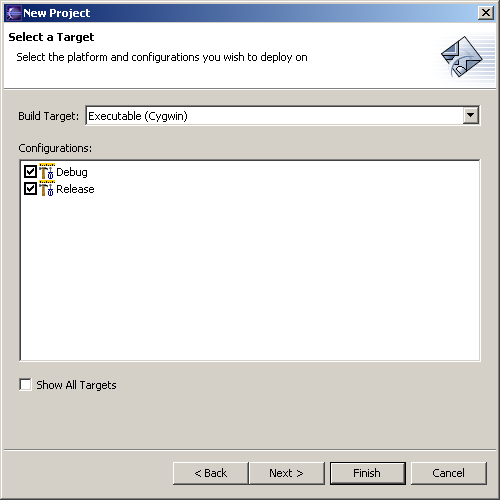 New Project
Select a Target
Select the platform and configurations you wish to deploy on
Build Target: Executable (Cygwin)
Configurations:
Debug
Release
Show All Targets
< Back Next > Finish Cancel